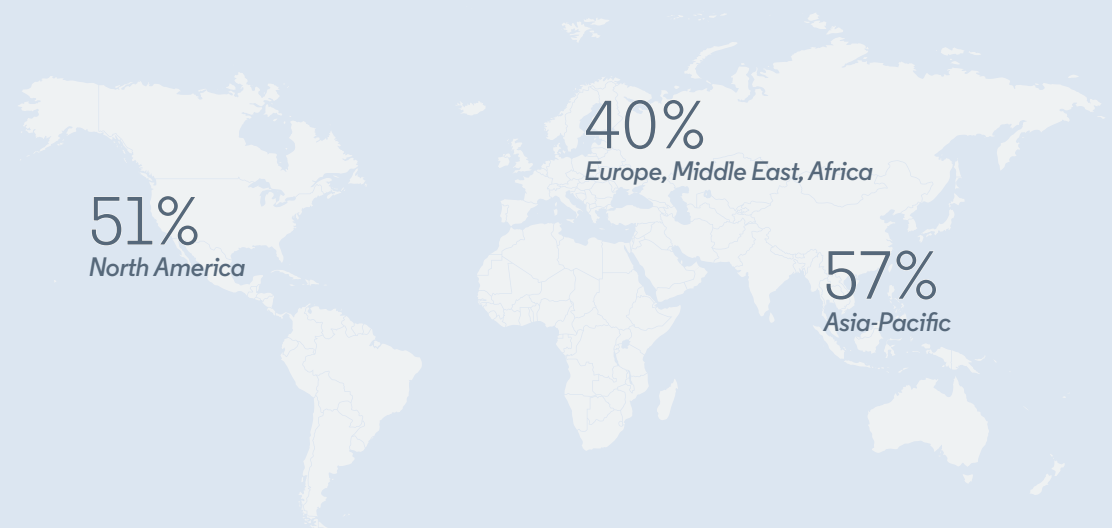 40%
Europe, Middle East, Africa
51%
North America
57%
Asia-Pacific